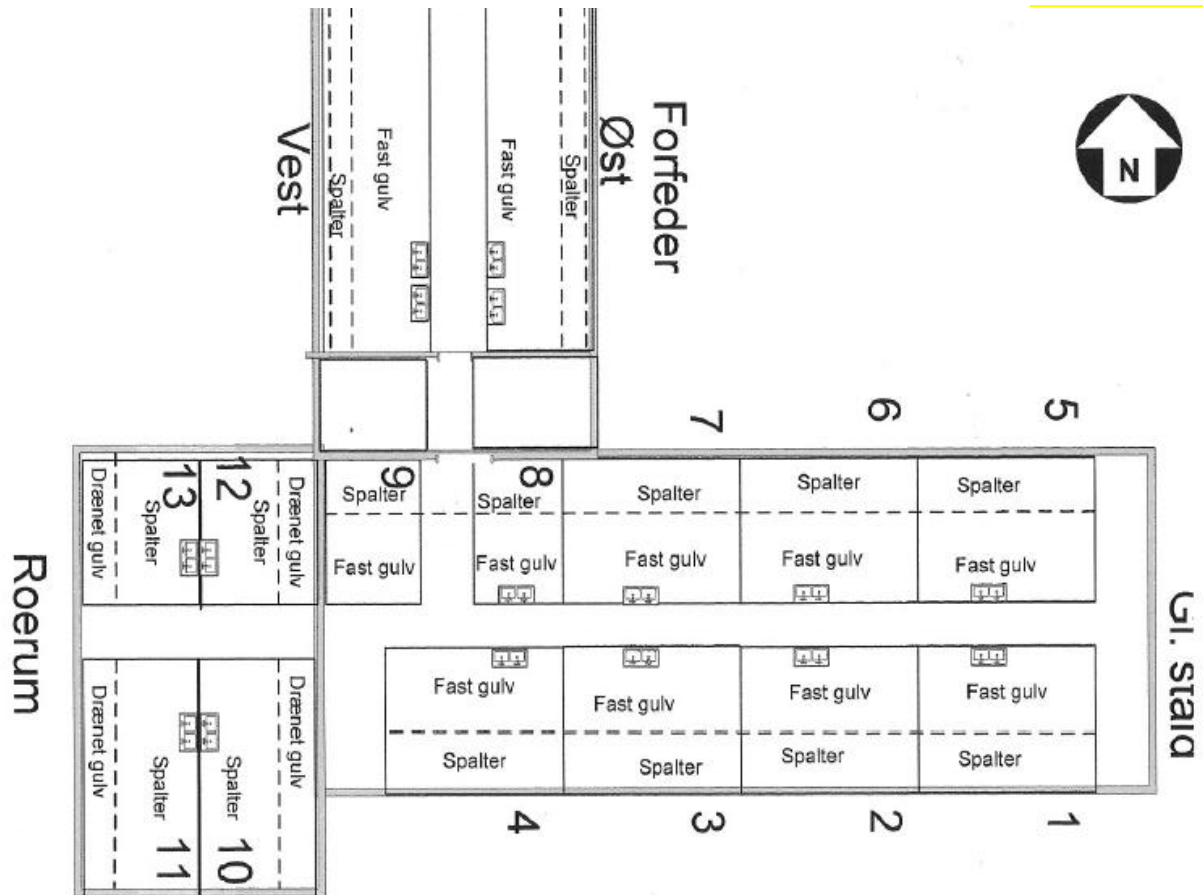 Forfeder
Vest
Øst
Spalter
Fast gulv
Fast gulv
Spalter
N
5
6
7
8
9
12
13
Drænet gulv
Spalter
Spalter
Drænet gulv
Spalter
Spalter
Spalter
Spalter
Spalter
Fast gulv
Fast gulv
Fast gulv
Fast gulv
Fast gulv
Roerum
Gl. stald
Drænet gulv
Spalter
Spalter
Drænet gulv
Fast gulv
Fast gulv
Fast gulv
Fast gulv
Spalter
Spalter
Spalter
Spalter
11
10
4
3
2
1